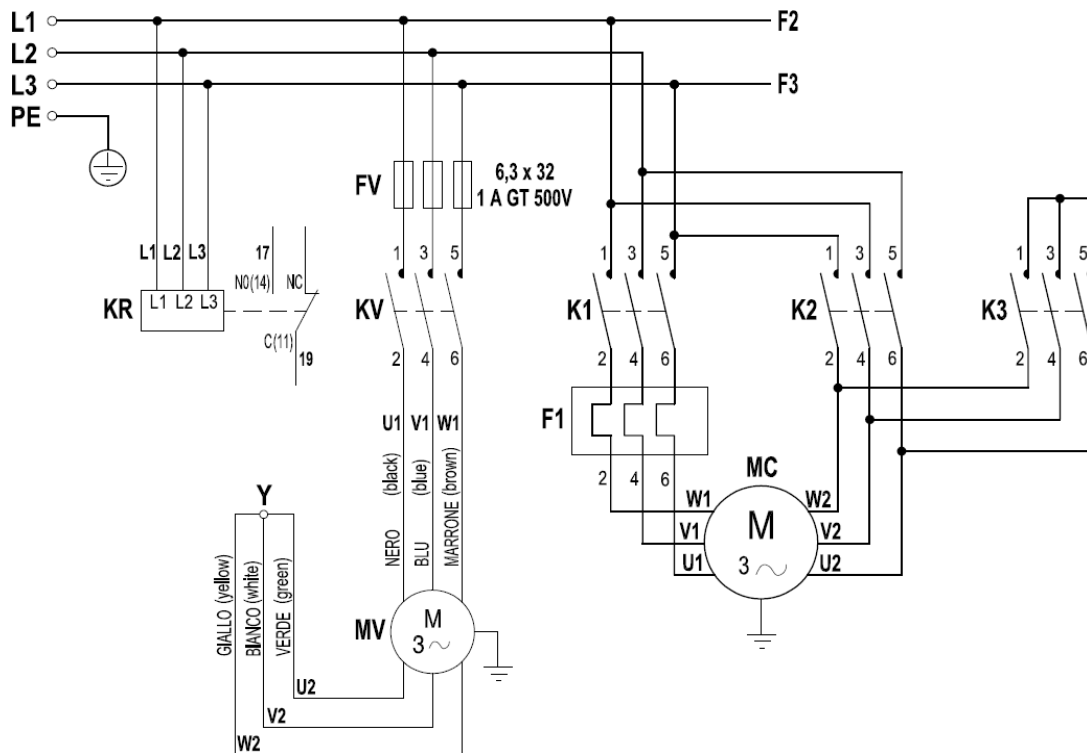 L1 F2
L2
L3 F3
PE
FV 6,3 x 32
1 A GT 500V
L1 L2 L3 17
N0(14) NC
1 3 5 1 3 5 1 3 5 1 3 5
KR L1 L2 L3 KV K1 K2 K3
C(11) 19
2 4 6 2 4 6 2 4 6 2 4 6
F1
U1 V1 W1
2 4 6
MC
NERO (black)
BLU (blue)
MARRONE (brown)
W1 W2
V1 M V2
U1 3 U2
Y
GIALLO (yellow)
BIANCO (white)
VERDE (green)
MV M
3
U2
V2
W2